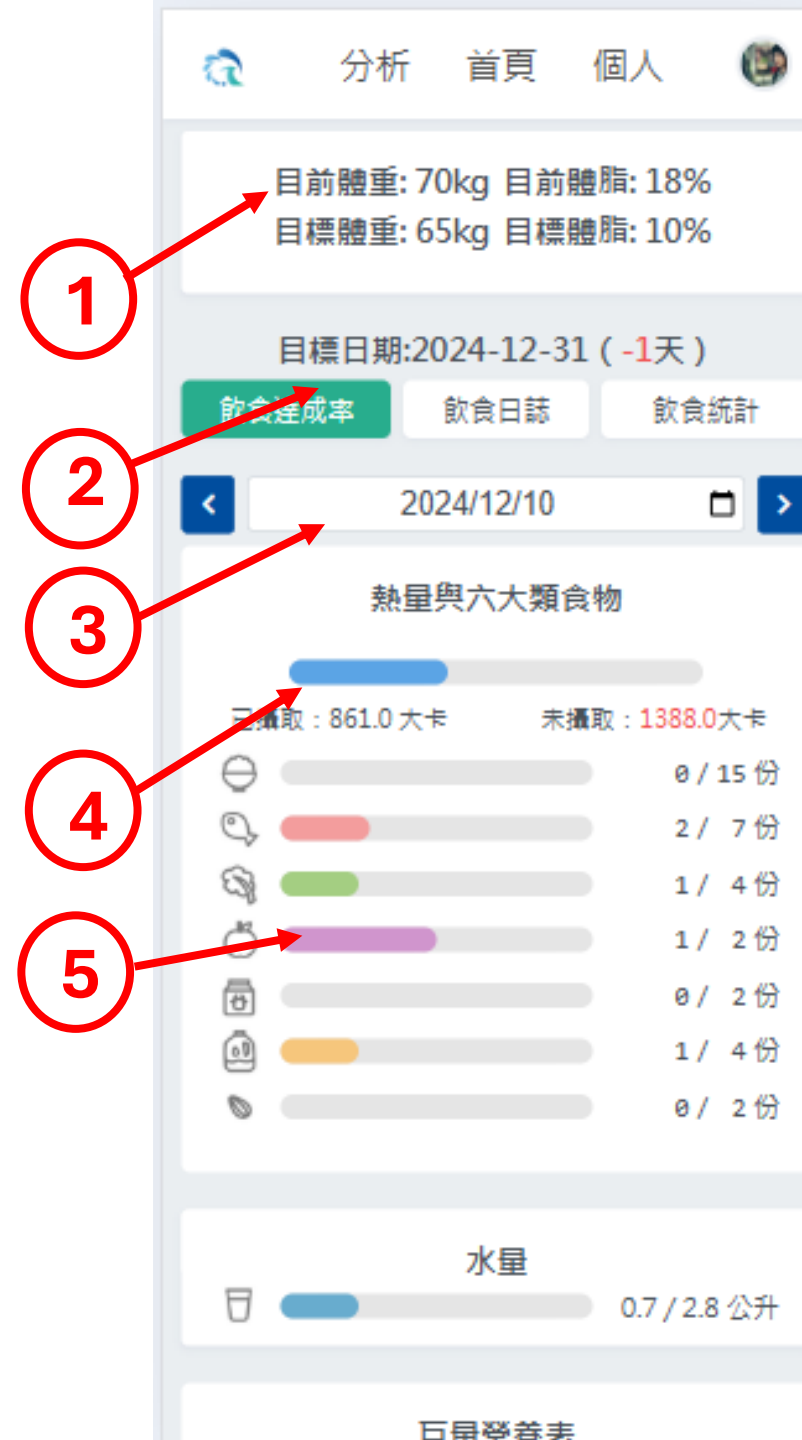 分析 首頁 個人
目前體重: 70kg 目前體脂: 18%
目標體重: 65kg 目標體脂: 10%
1
目標日期:2024-12-31 ( -1天 )
飲食達成率 飲食日誌 飲食統計
2
2024/12/10
3
熱量與六大類食物
已攝取：861.0 大卡 未攝取：1388.0大卡
0 / 15 份
4
2 / 7 份
1 / 4 份
1 / 2 份
5
0 / 2 份
1 / 4 份
0 / 2 份
水量
0.7 / 2.8 公升
巨量營養素